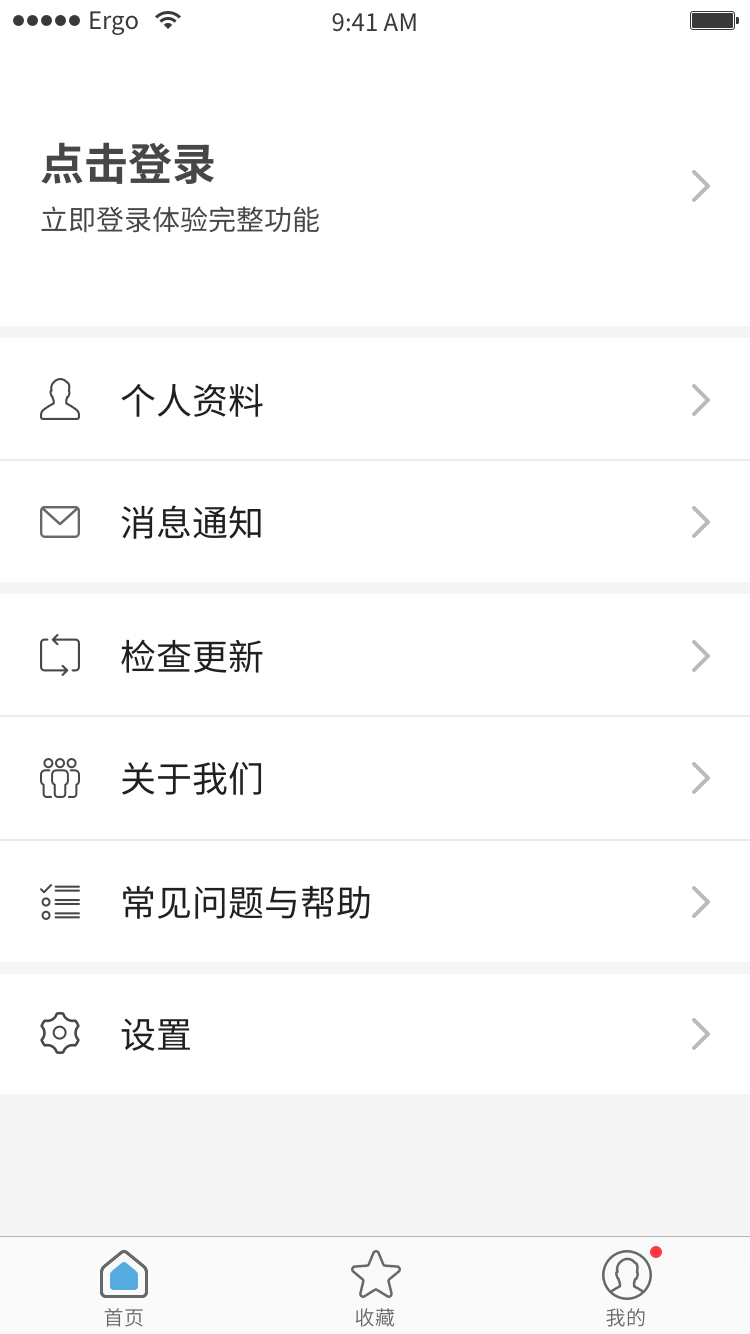 Ergo 9:41 AM
点击登录
立即登录体验完整功能
个人资料
消息通知
检查更新
关于我们
常见问题与帮助
设置
首页 收藏 我的